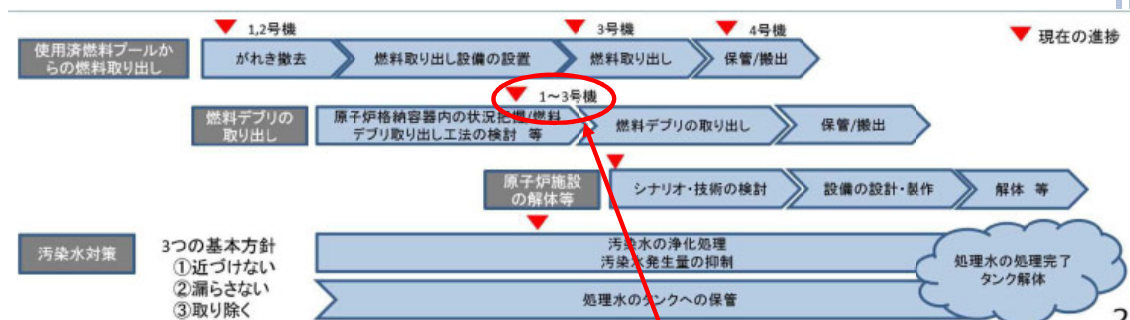 1,2号機
3号機
4号機
現在の進捗
使用済燃料プールか
らの燃料取り出し
がれき撤去
燃料取り出し設備の設置
燃料取り出し
保管/搬出
1～3号機
燃料デブリの
取り出し
原子炉格納容器内の状況把握/燃料
デブリ取り出し工法の検討 等
燃料デブリの取り出し
保管/搬出
原子炉施設
の解体等
シナリオ・技術の検討
設備の設計・製作
解体 等
汚染水対策
3つの基本方針
①近づけない
②漏らさない
③取り除く
汚染水の浄化処理
汚染水発生量の抑制
処理水のタンクへの保管
処理水の処理完了
タンク解体